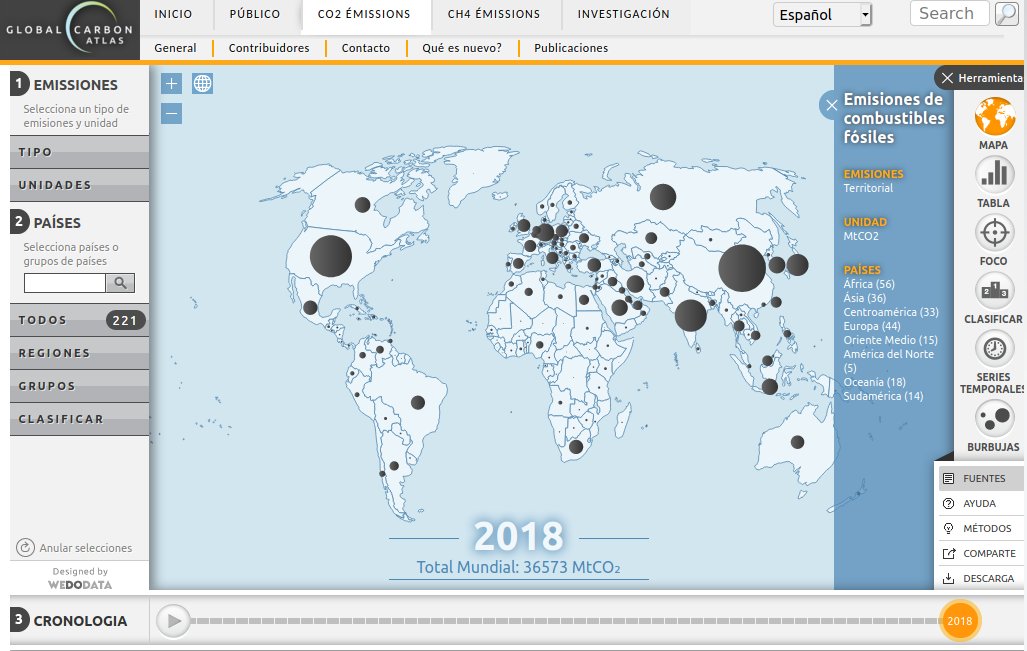 GLOBAL CARBON
ATLAS
INICIO
PÚBLICO
CO2 ÉMISSIONS
CH4 ÉMISSIONS
INVESTIGACIÓN
Español
Search
General
Contribuidores
Contacto
Qué es nuevo?
Publicaciones
1 EMISSIONES
Selecciona un tipo de
emisiones y unidad
TIPO
UNIDADES
2 PAÍSES
Selecciona países o
grupos de países
TODOS 221
REGIONES
GRUPOS
CLASIFICAR
Anular selecciones
Designed by
WEDODATA
2018
Total Mundial: 36573 MtCO₂
Emisiones de
combustibles
fósiles
EMISIONES
Territorial
UNIDAD
MtCO2
PAÍSES
África (56)
Ásia (36)
Centroamérica (33)
Europa (44)
Oriente Medio (15)
América del Norte
(5)
Oceanía (18)
Sudamérica (14)
Herramienta
MAPA
TABLA
FOCO
2 1 3
CLASIFICAR
SERIES
TEMPORALES
BURBUJAS
FUENTES
AYUDA
MÉTODOS
COMPARTE
DESCARGA
3 CRONOLOGIA
2018